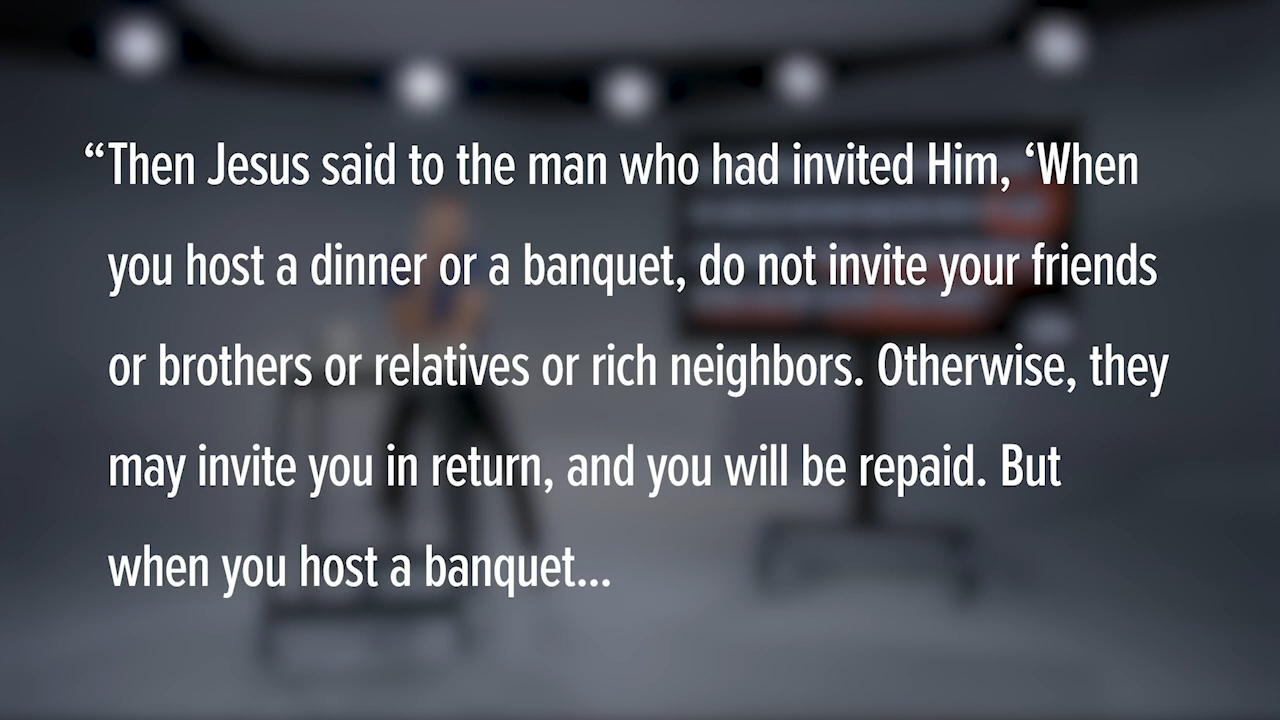 “Then Jesus said to the man who had invited Him, ‘When
you host a dinner or a banquet, do not invite your friends
or brothers or relatives or rich neighbors. Otherwise, they
may invite you in return, and you will be repaid. But
when you host a banquet...